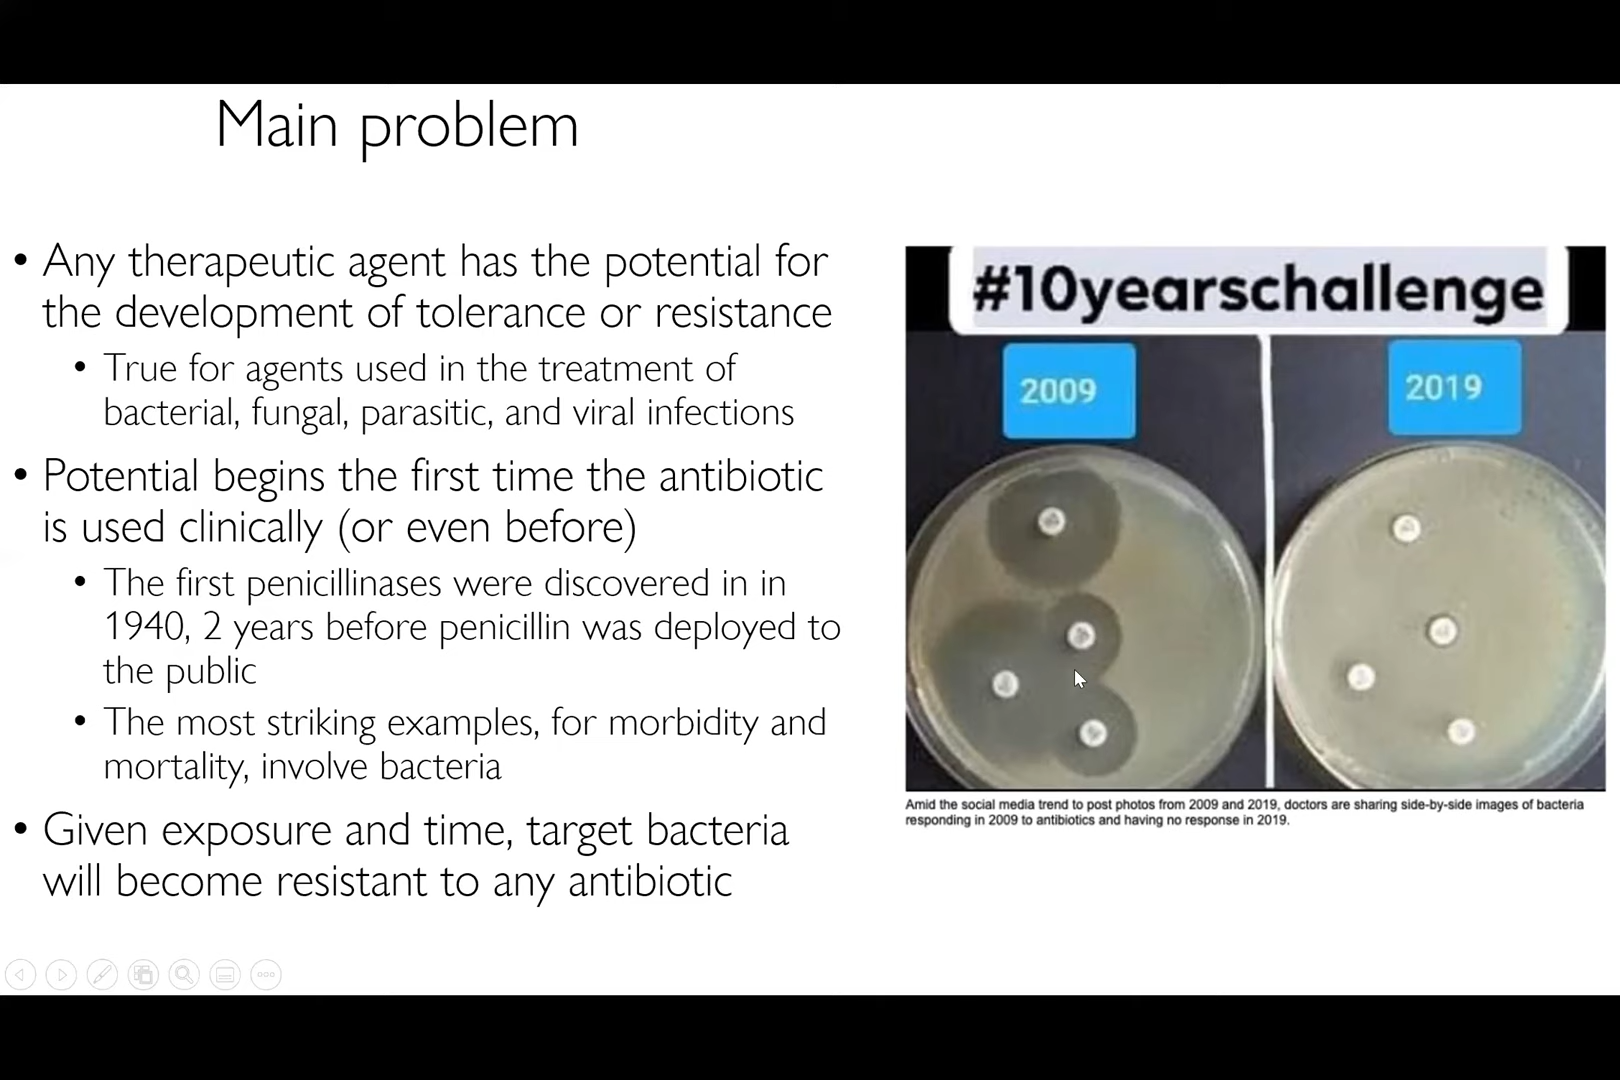 Main problem
• Any therapeutic agent has the potential for
the development of tolerance or resistance
• True for agents used in the treatment of
bacterial, fungal, parasitic, and viral infections
• Potential begins the first time the antibiotic
is used clinically (or even before)
• The first penicillinases were discovered in in
1940, 2 years before penicillin was deployed to
the public
• The most striking examples, for morbidity and
mortality, involve bacteria
• Given exposure and time, target bacteria
will become resistant to any antibiotic
#10yearschallenge
2009
2019
Amid the social media trend to post photos from 2009 and 2019, doctors are sharing side-by-side images of bacteria
responding in 2009 to antibiotics and having no response in 2019.